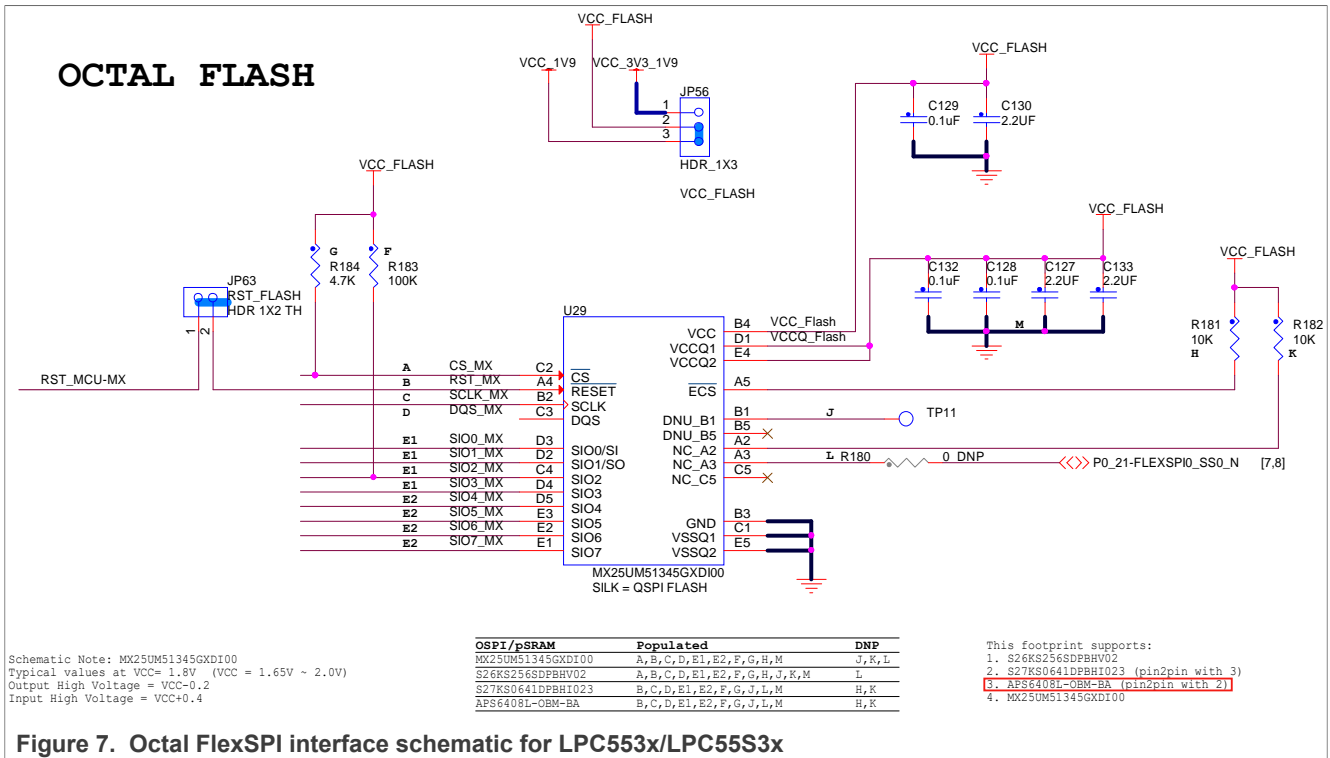 OCTAL FLASH
VCC_FLASH
VCC_1V9
VCC_3V3_1V9
JP56
1
2
3
HDR_1X3
VCC_FLASH
VCC_FLASH
C129
0.1uF
C130
2.2UF
VCC_FLASH
G
R184
4.7K
F
R183
100K
JP63
RST_FLASH
HDR 1X2 TH
1
2
RST_MCU-MX
VCC_FLASH
C132
0.1uF
C128
0.1uF
C127
2.2UF
C133
2.2UF
M
VCC_FLASH
R181
10K
H
R182
10K
K
U29
A CS_MX C2 CS
B RST_MX A4 RESET
C SCLK_MX B2 SCLK
D DQS_MX C3 DQS
E1 SIO0_MX D3 SIO0/SI
E1 SIO1_MX D2 SIO1/SO
E1 SIO2_MX C4 SIO2
E1 SIO3_MX D4 SIO3
E2 SIO4_MX D5 SIO4
E2 SIO5_MX E3 SIO5
E2 SIO6_MX E2 SIO6
E2 SIO7_MX E1 SIO7
VCC B4 VCC_Flash
VCCQ1 D1 VCCQ_Flash
VCCQ2 E4
ECS A5
DNU_B1 B1 J TP11
DNU_B5 B5
NC_A2 A2
NC_A3 A3 L R180 0 DNP P0_21-FLEXSPI0_SS0_N [7,8]
NC_C5 C5
GND B3
VSSQ1 C1
VSSQ2 E5
MX25UM51345GXDI00
SILK = QSPI FLASH
Schematic Note: MX25UM51345GXDI00
Typical values at VCC= 1.8V (VCC = 1.65V ~ 2.0V)
Output High Voltage = VCC-0.2
Input High Voltage = VCC+0.4
OSPI/pSRAM Populated DNP
MX25UM51345GXDI00 A,B,C,D,E1,E2,F,G,H,M J,K,L
S26KS256SDPBHV02 A,B,C,D,E1,E2,F,G,H,J,K,M L
S27KS0641DPBHI023 B,C,D,E1,E2,F,G,J,L,M H,K
APS6408L-OBM-BA B,C,D,E1,E2,F,G,J,L,M H,K
This footprint supports:
1. S26KS256SDPBHV02
2. S27KS0641DPBHI023 (pin2pin with 3)
3. APS6408L-OBM-BA (pin2pin with 2)
4. MX25UM51345GXDI00
Figure 7. Octal FlexSPI interface schematic for LPC553x/LPC55S3x